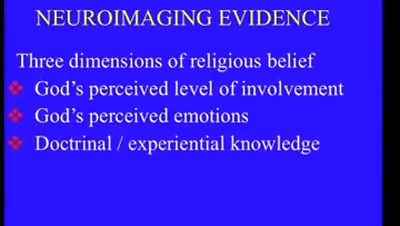 NEUROIMAGING EVIDENCE
Three dimensions of religious belief
God's perceived level of involvement
God's perceived emotions
Doctrinal / experiential knowledge